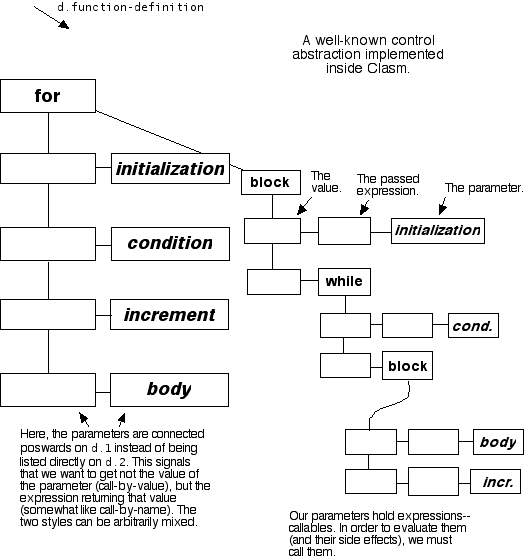 d.function-definition
A well-known control
abstraction implemented
inside Clasm.
for
initialization
condition
increment
body
block
The
value.
The passed
expression.
The parameter.
initialization
while
cond.
block
body
incr.
Here, the parameters are connected
poswards on d.1 instead of being
listed directly on d.2. This signals
that we want to get not the value of
the parameter (call-by-value), but the
expression returning that value
(somewhat like call-by-name). The
two styles can be arbitrarily mixed.
Our parameters hold expressions--
callables. In order to evaluate them
(and their side effects), we must
call them.